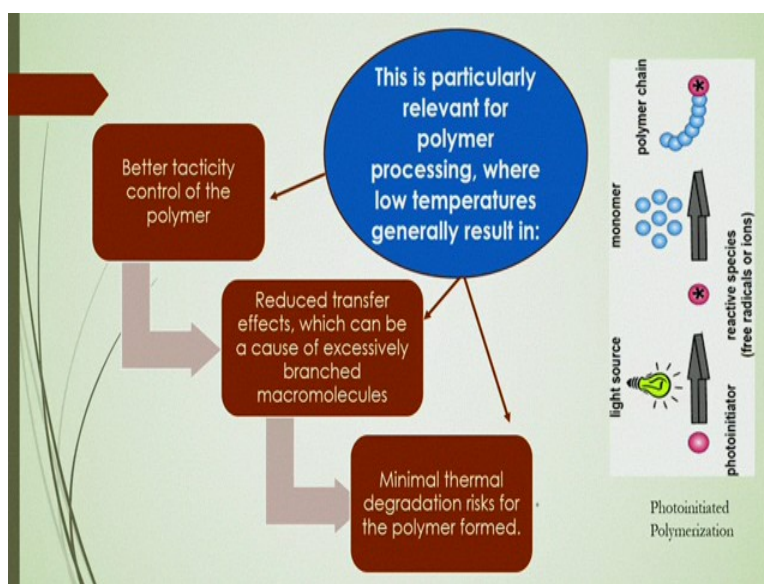 This is particularly
relevant for
polymer
processing, where
low temperatures
generally result in:
Better tacticity
control of the
polymer
Reduced transfer
effects, which can be
a cause of excessively
branched
macromolecules
Minimal thermal
degradation risks for
the polymer formed.
polymer chain
monomer
reactive species
(free radicals or ions)
light source
photoinitiator
Photoinitiated
Polymerization